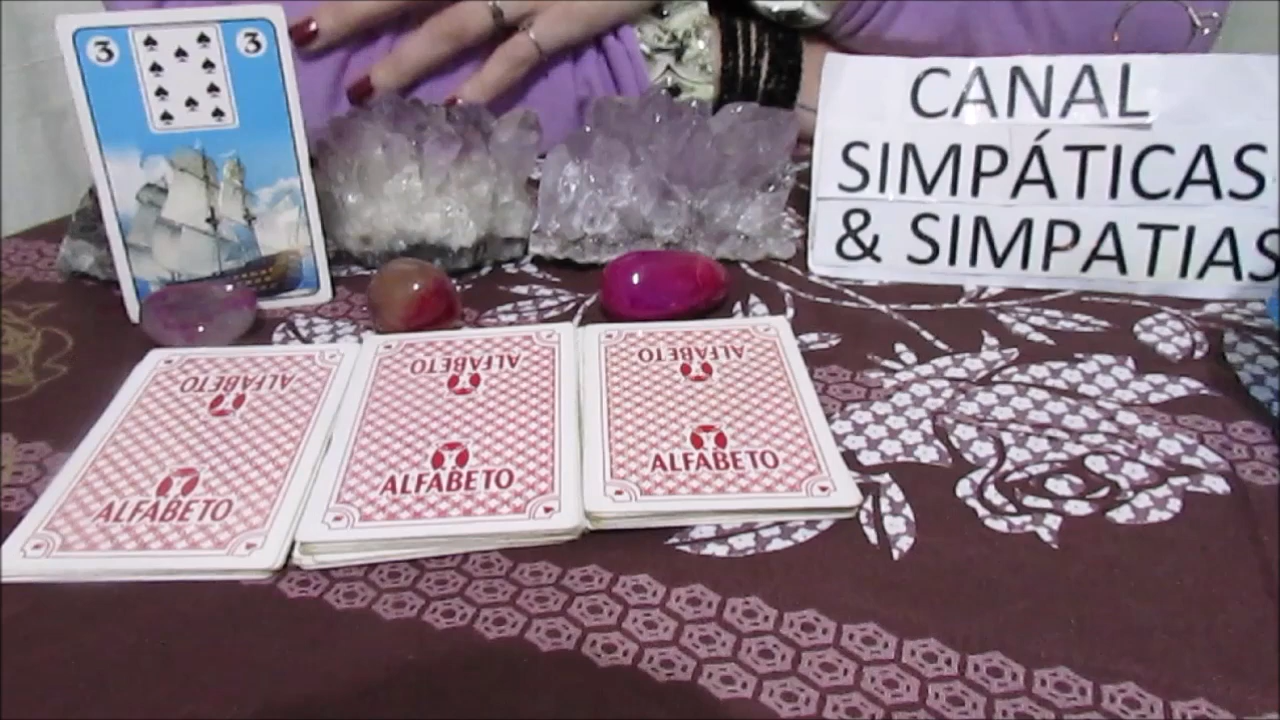 3 3
CANAL
SIMPÁTICAS
& SIMPATIAS
ALFABETO
ALFABETO
ALFABETO
ALFABETO
ALFABETO
ALFABETO